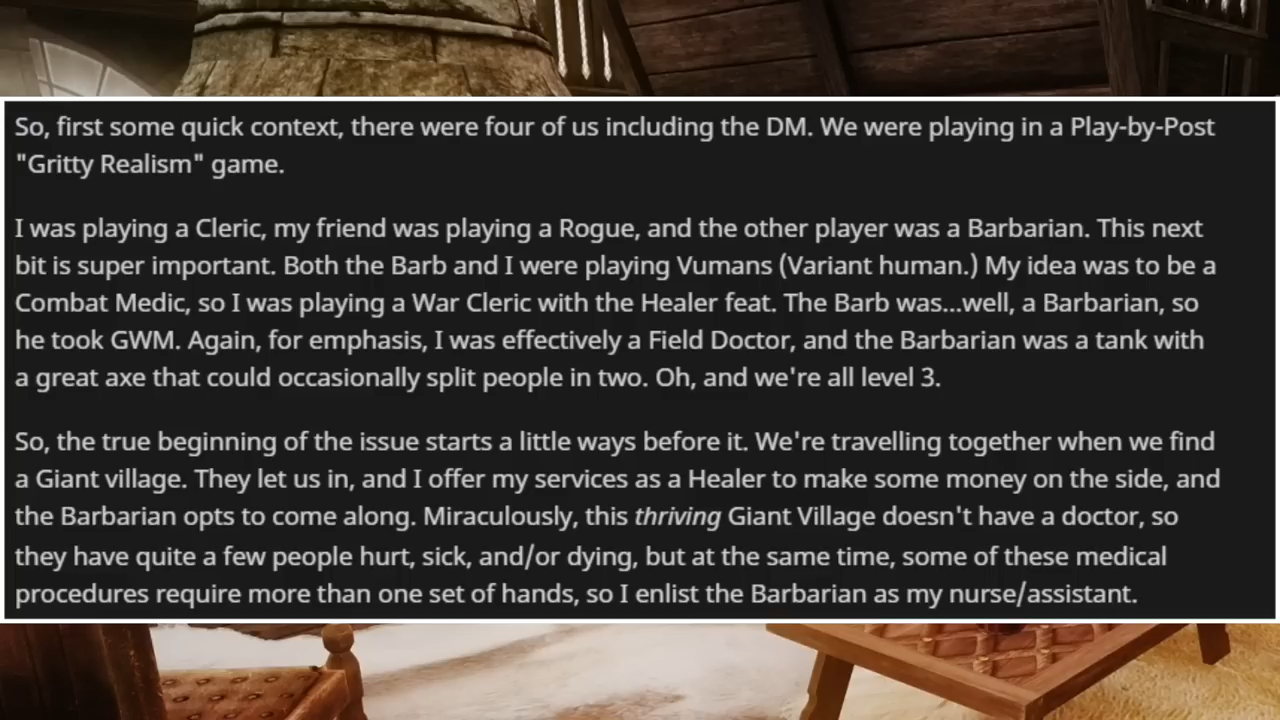 So, first some quick context, there were four of us including the DM. We were playing in a Play-by-Post
"Gritty Realism" game.
I was playing a Cleric, my friend was playing a Rogue, and the other player was a Barbarian. This next
bit is super important. Both the Barb and I were playing Vumans (Variant human.) My idea was to be a
Combat Medic, so I was playing a War Cleric with the Healer feat. The Barb was...well, a Barbarian, so
he took GWM. Again, for emphasis, I was effectively a Field Doctor, and the Barbarian was a tank with
a great axe that could occasionally split people in two. Oh, and we're all level 3.
So, the true beginning of the issue starts a little ways before it. We're travelling together when we find
a Giant village. They let us in, and I offer my services as a Healer to make some money on the side, and
the Barbarian opts to come along. Miraculously, this thriving Giant Village doesn't have a doctor, so
they have quite a few people hurt, sick, and/or dying, but at the same time, some of these medical
procedures require more than one set of hands, so I enlist the Barbarian as my nurse/assistant.